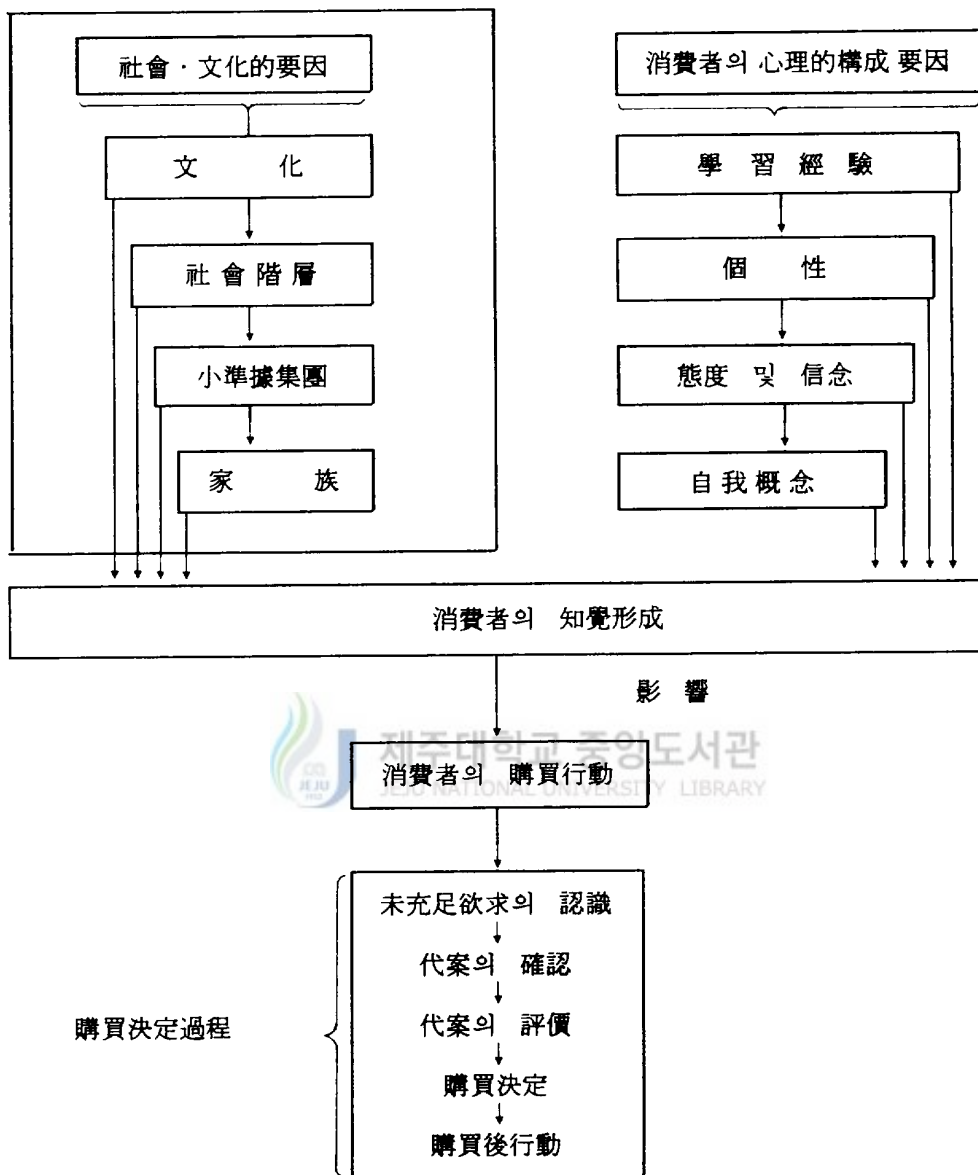 社會·文化的要因
文 化
社會階層
小準據集團
家 族
消費者의 心理的構成 要因
學 習 經 驗
個 性
態度 및 信念
自我槪念
消費者의 知覺形成
影 響
제주대학교 중앙도서관
JEJU NATIONAL UNIVERSITY LIBRARY
JEJU
1952
消費者의 購買行動
購買決定過程
未充足欲求의 認識
代案의 確認
代案의 評價
購買決定
購買後行動